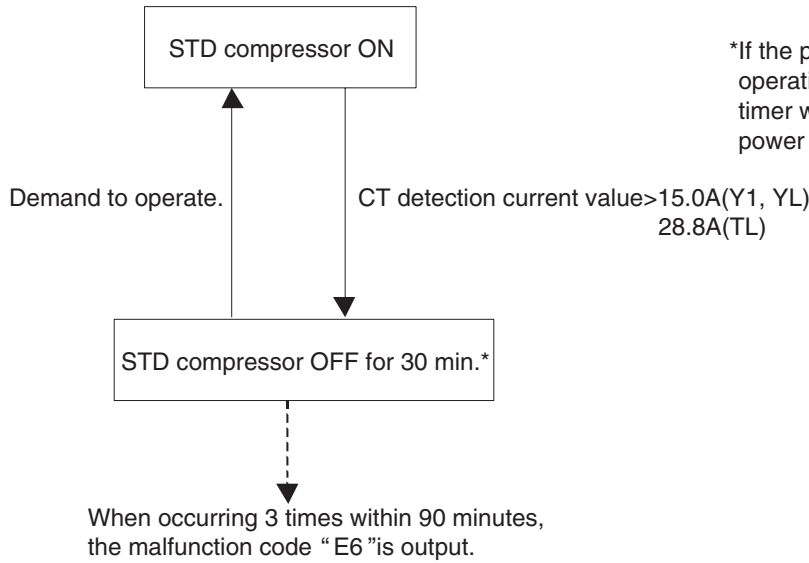 STD compressor ON
*If the
operati
timer
power
Demand to operate.
CT detection current value>15.0A(Y1, YL)
28.8A(TL)
STD compressor OFF for 30 min.*
When occurring 3 times within 90 minutes,
the malfunction code “E6”is output.